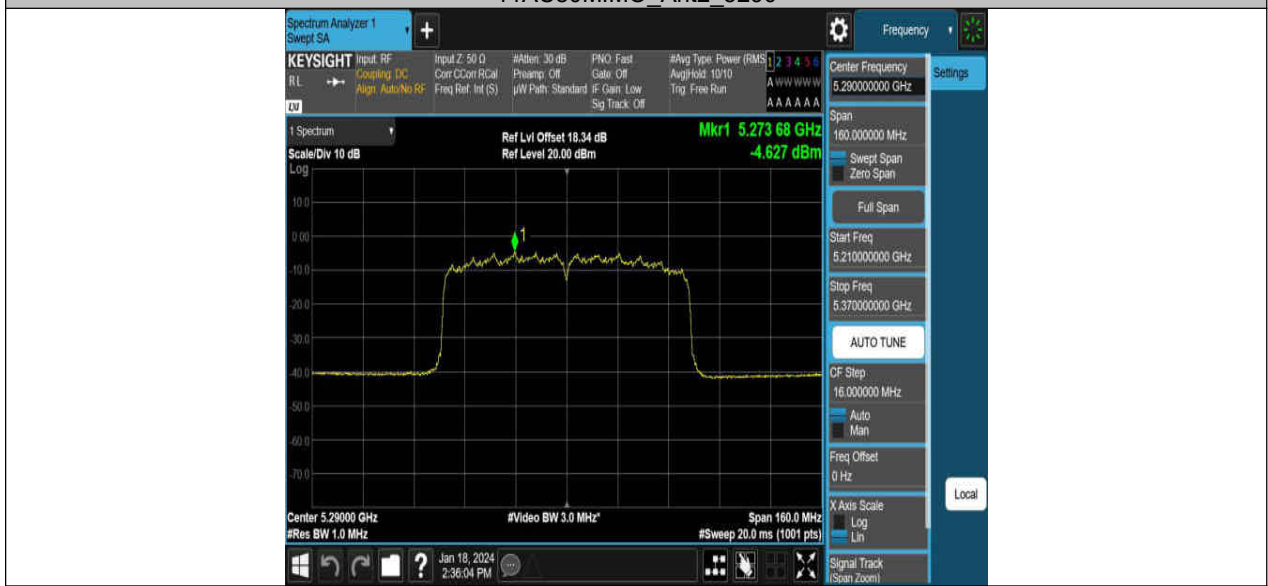 Spectrum Analyzer 1
Swept SA
+
Frequency
KEYSIGHT
RL
LXI
Input: RF
Coupling: DC
Align: Auto/No RF
Input Z: 50 Ω
Corr CCorr RCal
Freq Ref: Int (S)
#Atten: 30 dB
Preamp: Off
µW Path: Standard
PNO: Fast
Gate: Off
IF Gain: Low
Sig Track: Off
#Avg Type: Power (RMS
Avg|Hold: 10/10
Trig: Free Run
1 2 3 4 5 6
A W W W W W
A A A A A A
1 Spectrum
Scale/Div 10 dB
Ref Lvl Offset 18.34 dB
Ref Level 20.00 dBm
Mkr1 5.273 68 GHz
-4.627 dBm
Log
10.0
0.00
-10.0
-20.0
-30.0
-40.0
-50.0
-60.0
-70.0
1
Center 5.29000 GHz
#Res BW 1.0 MHz
#Video BW 3.0 MHz*
Span 160.0 MHz
#Sweep 20.0 ms (1001 pts)
Center Frequency
5.290000000 GHz
Settings
Span
160.000000 MHz
Swept Span
Zero Span
Full Span
Start Freq
5.210000000 GHz
Stop Freq
5.370000000 GHz
AUTO TUNE
CF Step
16.000000 MHz
Auto
Man
Freq Offset
0 Hz
X Axis Scale
Log
Lin
Local
Signal Track
(Span Zoom)
?
Jan 18, 2024
2:36:04 PM